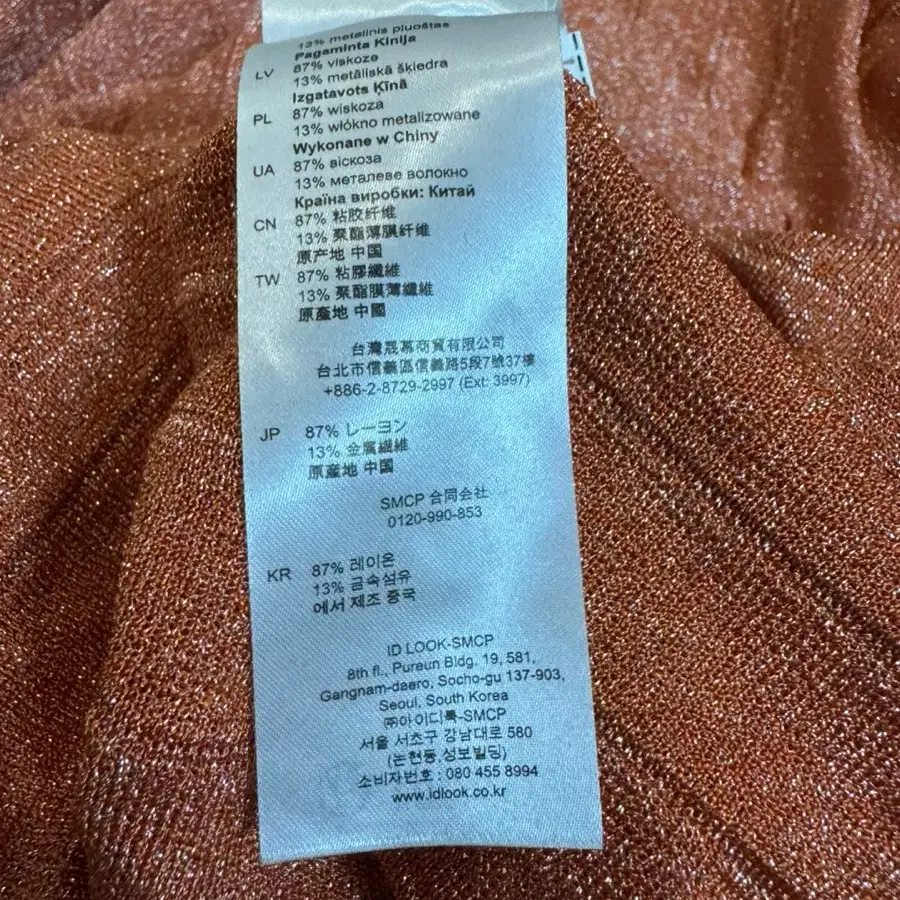 13% metalinis pluoštas
Pagaminta Kinija
LV 87% viskoze
13% metāliskā šķiedra
Izgatavots Ķīnā
PL 87% wiskoza
13% włókno metalizowane
Wykonane w Chiny
UA 87% віскоза
13% металеве волокно
Країна виробки: Китай
CN 87% 粘胶纤维
13% 聚酯薄膜纤维
原产地 中国
TW 87% 粘膠纖維
13% 聚酯膜薄纖維
原產地 中國
台灣晟幕商貿有限公司
台北市信義區信義路5段7號37樓
+886-2-8729-2997 (Ext: 3997)
JP 87% レーヨン
13% 金属繊維
原産地 中国
SMCP 合同会社
0120-990-853
KR 87% 레이온
13% 금속섬유
에서 제조 중국
ID LOOK-SMCP
8th fl., Pureun Bldg. 19, 581,
Gangnam-daero, Socho-gu 137-903,
Seoul, South Korea
㈜아이디룩-SMCP
서울 서초구 강남대로 580
(논현동,성보빌딩)
소비자번호 : 080 455 8994
www.idlook.co.kr